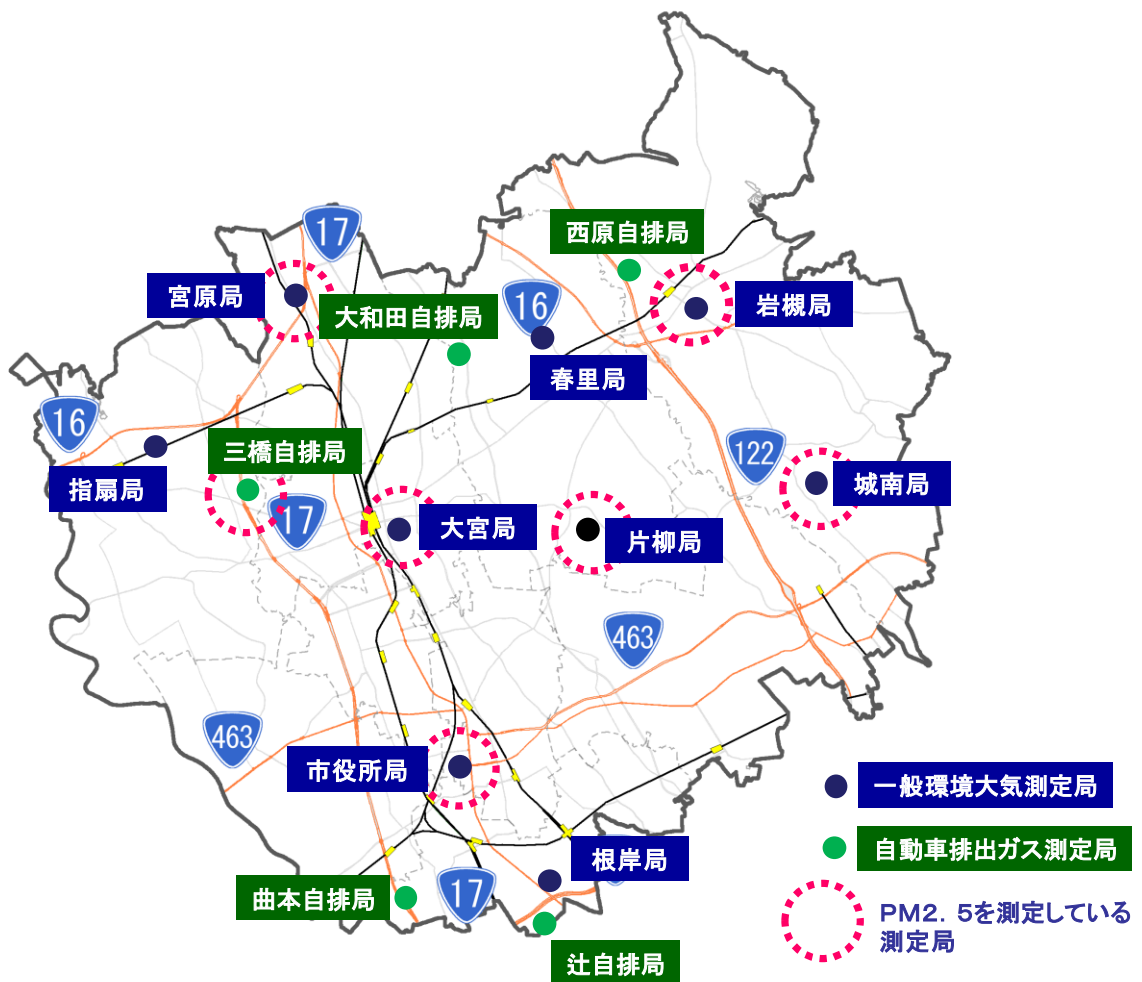 17
西原自排局
宮原局
大和田自排局
16
岩槻局
春里局
16
三橋自排局
122
指扇局
城南局
17
大宮局
片柳局
463
463
市役所局
一般環境大気測定局
根岸局
自動車排出ガス測定局
曲本自排局
17
PM2．5を測定している
測定局
辻自排局